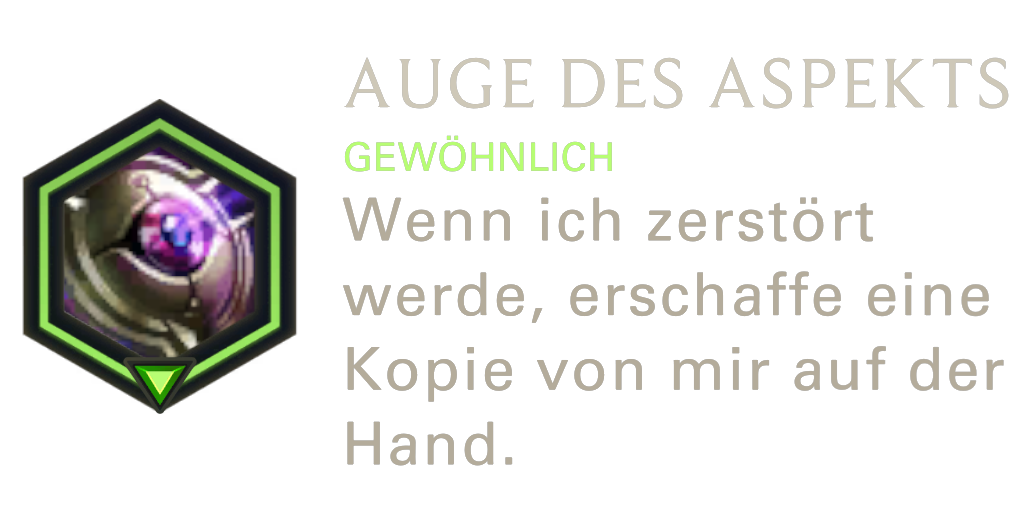 AUGE DES ASPEKTS
GEWÖHNLICH
Wenn ich zerstört
werde, erschaffe eine
Kopie von mir auf der
Hand.